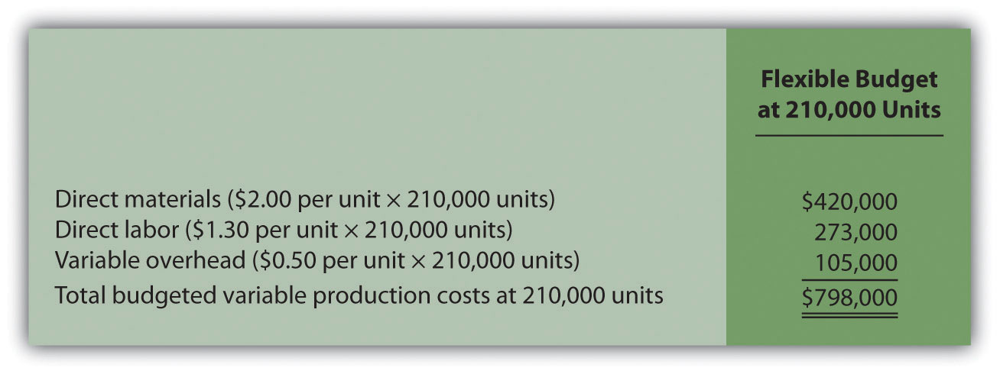 Flexible Budget
at 210,000 Units
Direct materials ($2.00 per unit × 210,000 units) $420,000
Direct labor ($1.30 per unit × 210,000 units) 273,000
Variable overhead ($0.50 per unit × 210,000 units) 105,000
Total budgeted variable production costs at 210,000 units $798,000